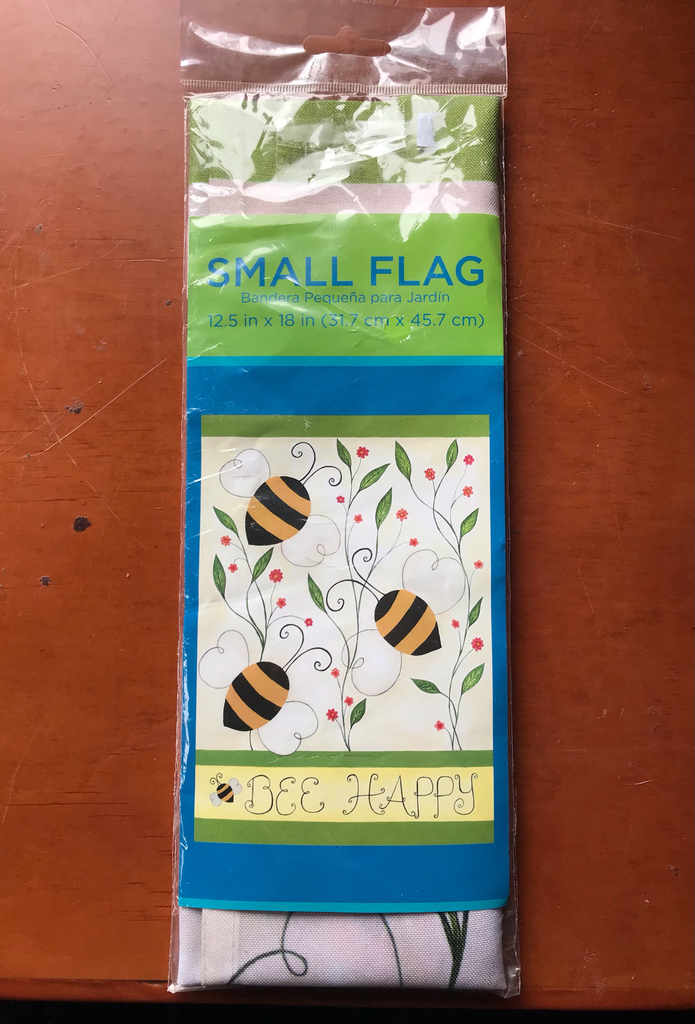 SMALL FLAG
Bandera Pequeña para Jardín
12.5 in x 18 in (31.7 cm x 45.7 cm)
BEE HAPPY